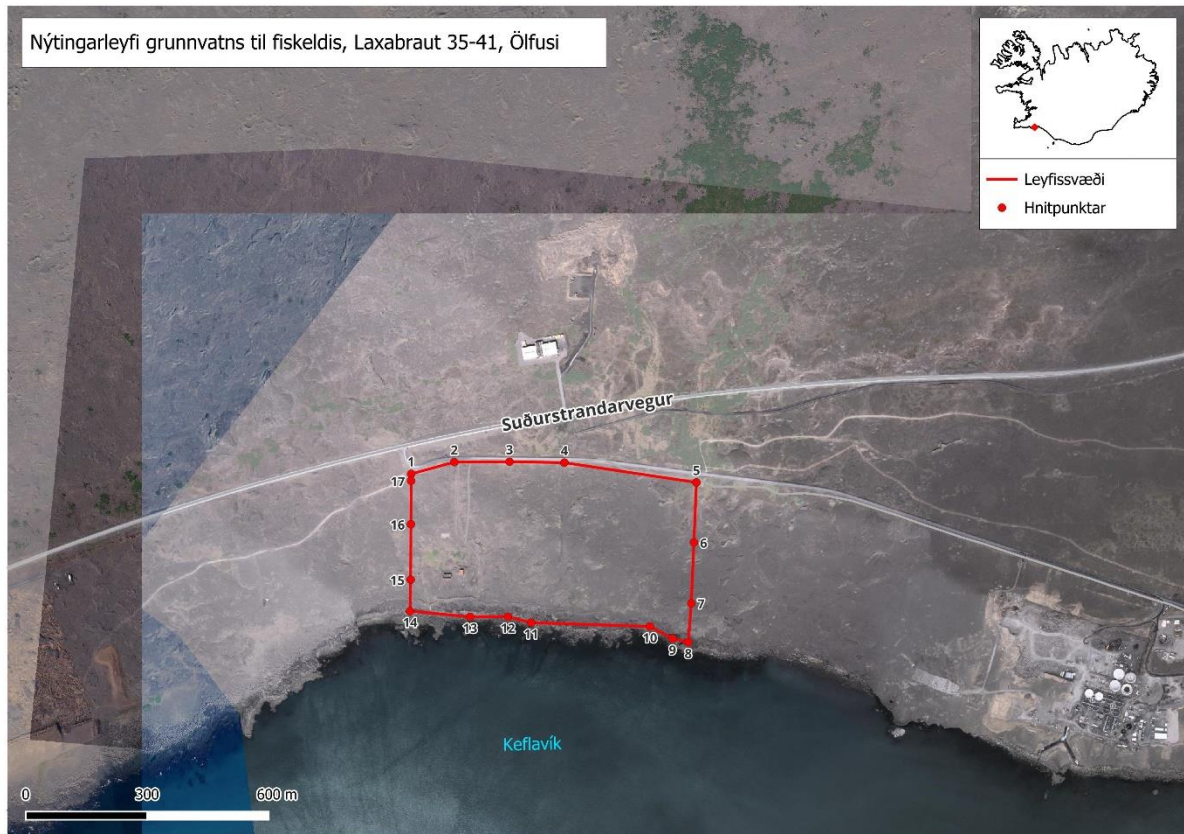 Nýtingarleyfi grunnvatns til fiskeldis, Laxabraut 35-41, Ölfusi
Leyfissvæði
Hnitpunktar
Suðurstrandarvegur
1
2
3
4
5
17
16
6
15
7
14
13
12
11
10
9
8
Keflavík
0 300 600 m